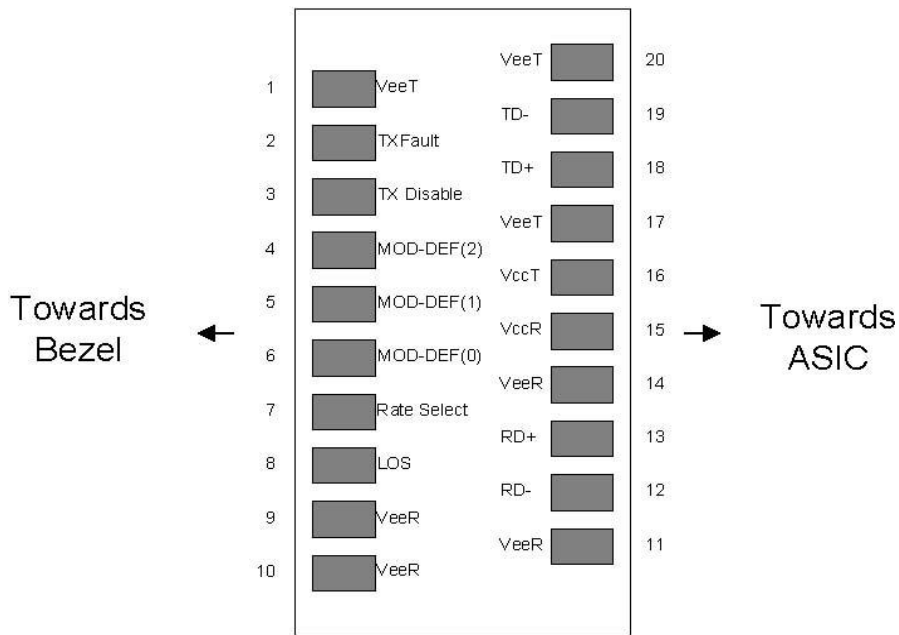 VeeT 20
1 VeeT
TD- 19
2 TXFault
TD+ 18
3 TX Disable
VeeT 17
4 MOD-DEF(2)
VccT 16
5 MOD-DEF(1)
Towards
Bezel
VccR 15
Towards
ASIC
6 MOD-DEF(0)
VeeR 14
7 Rate Select
RD+ 13
8 LOS
RD- 12
9 VeeR
VeeR 11
10 VeeR